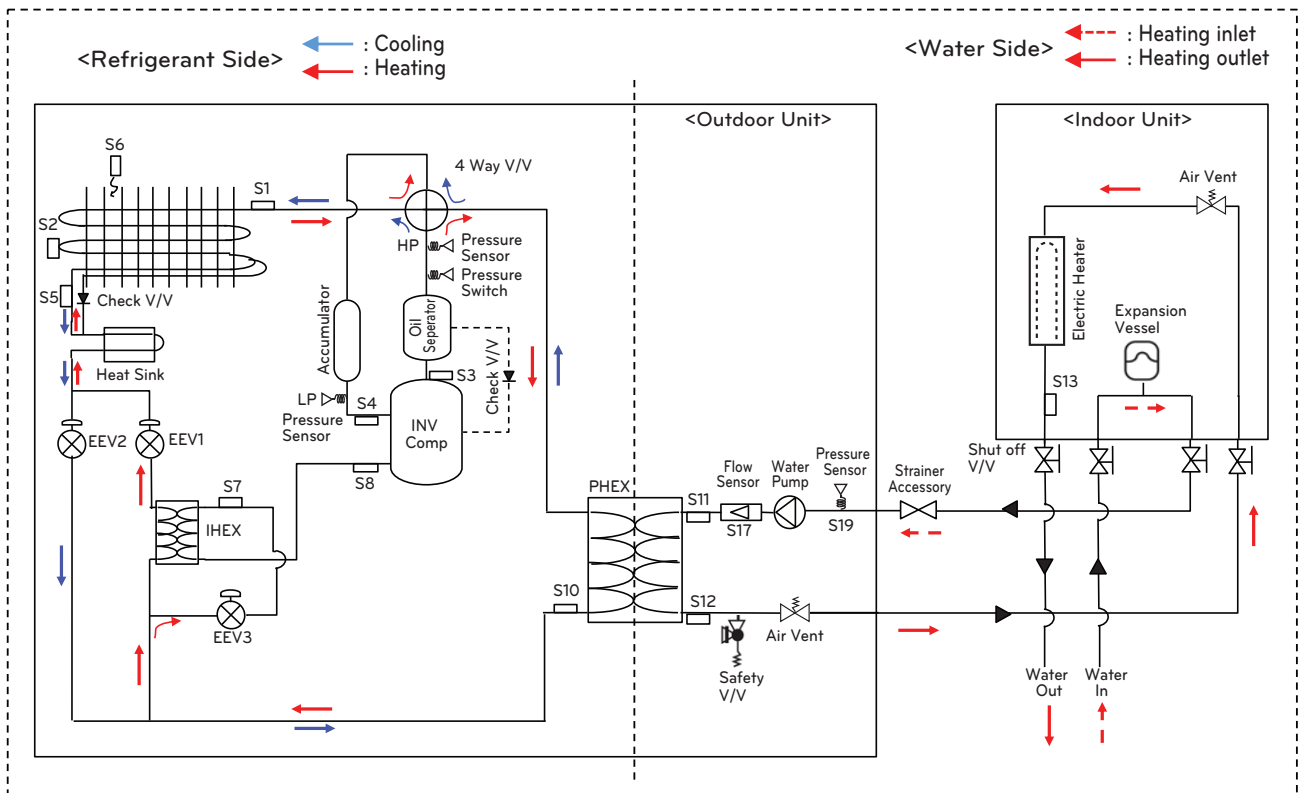 <Refrigerant Side>
: Cooling
: Heating
<Water Side>
: Heating inlet
: Heating outlet
<Outdoor Unit>
<Indoor Unit>
S6
S1
S2
S5
Check V/V
Heat Sink
EEV2
EEV1
S7
IHEX
EEV3
4 Way V/V
HP
Pressure
Sensor
Pressure
Switch
Accumulator
Oil
Seperator
Check V/V
S3
LP
Pressure
Sensor
S4
INV
Comp
S8
PHEX
S10
S11
S12
Flow
Sensor
S17
Water
Pump
Pressure
Sensor
S19
Strainer
Accessory
Safety
V/V
Air Vent
Air Vent
Electric Heater
Expansion
Vessel
S13
Shut off
V/V
Water
Out
Water
In